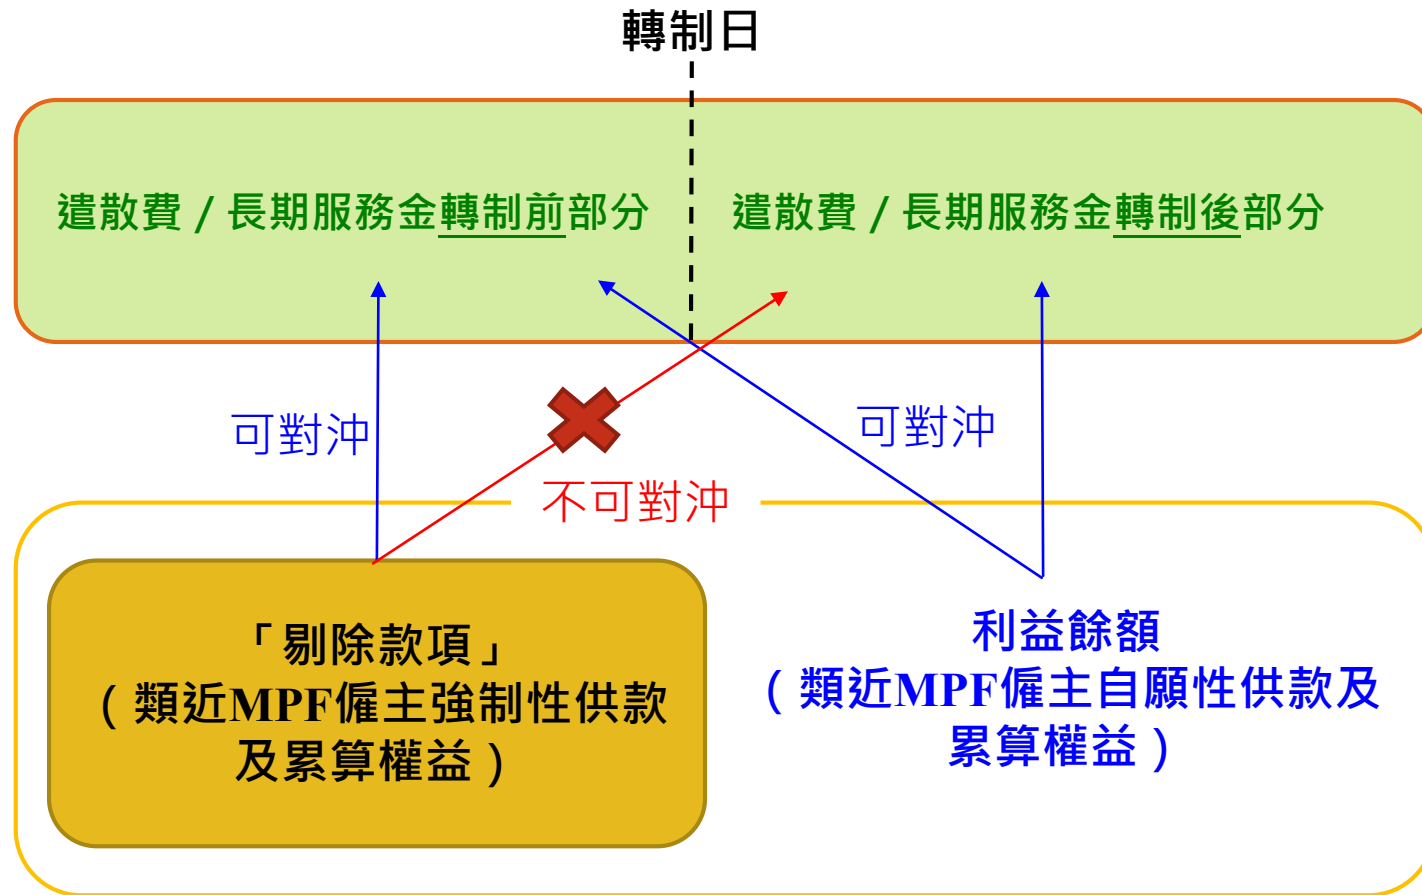 轉制日
遣散費／長期服務金轉制前部分
遣散費／長期服務金轉制後部分
可對沖
可對沖
不可對沖
「剔除款項」
（類近MPF僱主強制性供款
及累算權益）
利益餘額
（類近MPF僱主自願性供款及
累算權益）